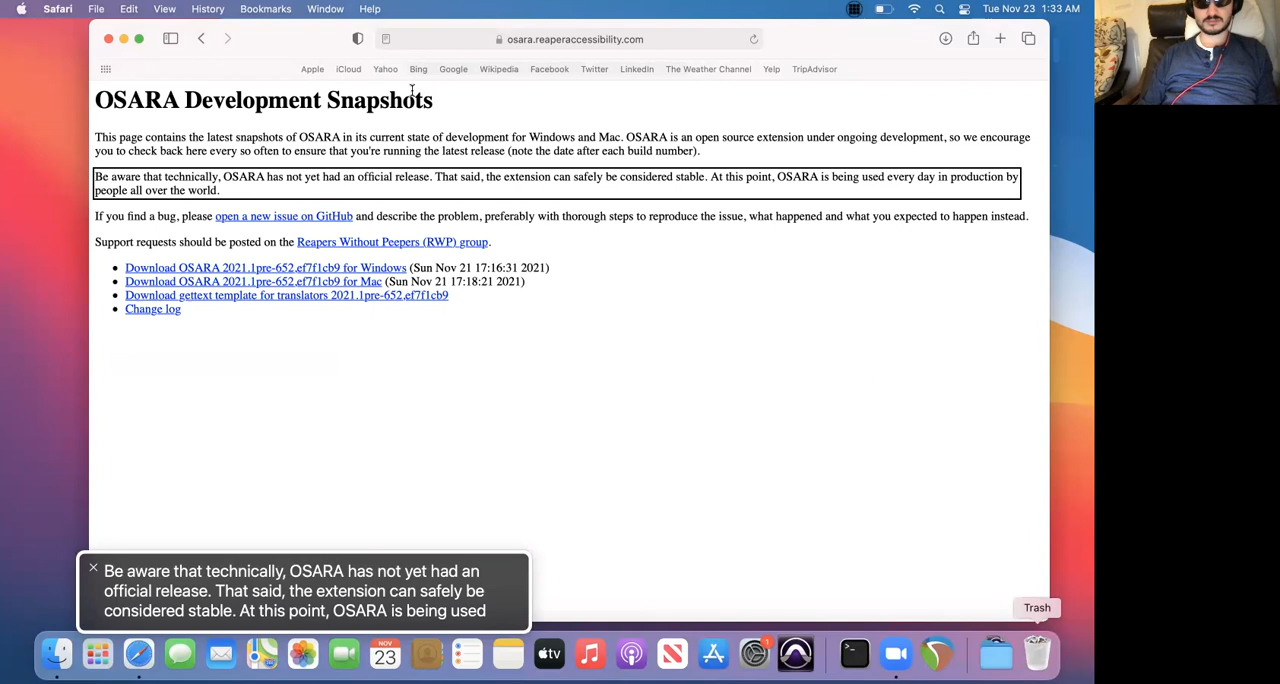 Safari File Edit View History Bookmarks Window Help Tue Nov 23 1:33 AM
osara.reaperaccessibility.com
Apple iCloud Yahoo Bing Google Wikipedia Facebook Twitter LinkedIn The Weather Channel Yelp TripAdvisor
OSARA Development Snapshots
This page contains the latest snapshots of OSARA in its current state of development for Windows and Mac. OSARA is an open source extension under ongoing development, so we encourage
you to check back here every so often to ensure that you're running the latest release (note the date after each build number).
Be aware that technically, OSARA has not yet had an official release. That said, the extension can safely be considered stable. At this point, OSARA is being used every day in production by
people all over the world.
If you find a bug, please open a new issue on GitHub and describe the problem, preferably with thorough steps to reproduce the issue, what happened and what you expected to happen instead.
Support requests should be posted on the Reapers Without Peepers (RWP) group.
Download OSARA 2021.1pre-652,ef7f1cb9 for Windows (Sun Nov 21 17:16:31 2021)
Download OSARA 2021.1pre-652,ef7f1cb9 for Mac (Sun Nov 21 17:18:21 2021)
Download gettext template for translators 2021.1pre-652,ef7f1cb9
Change log
Be aware that technically, OSARA has not yet had an
official release. That said, the extension can safely be
considered stable. At this point, OSARA is being used
Trash
NOV
23
tv
1